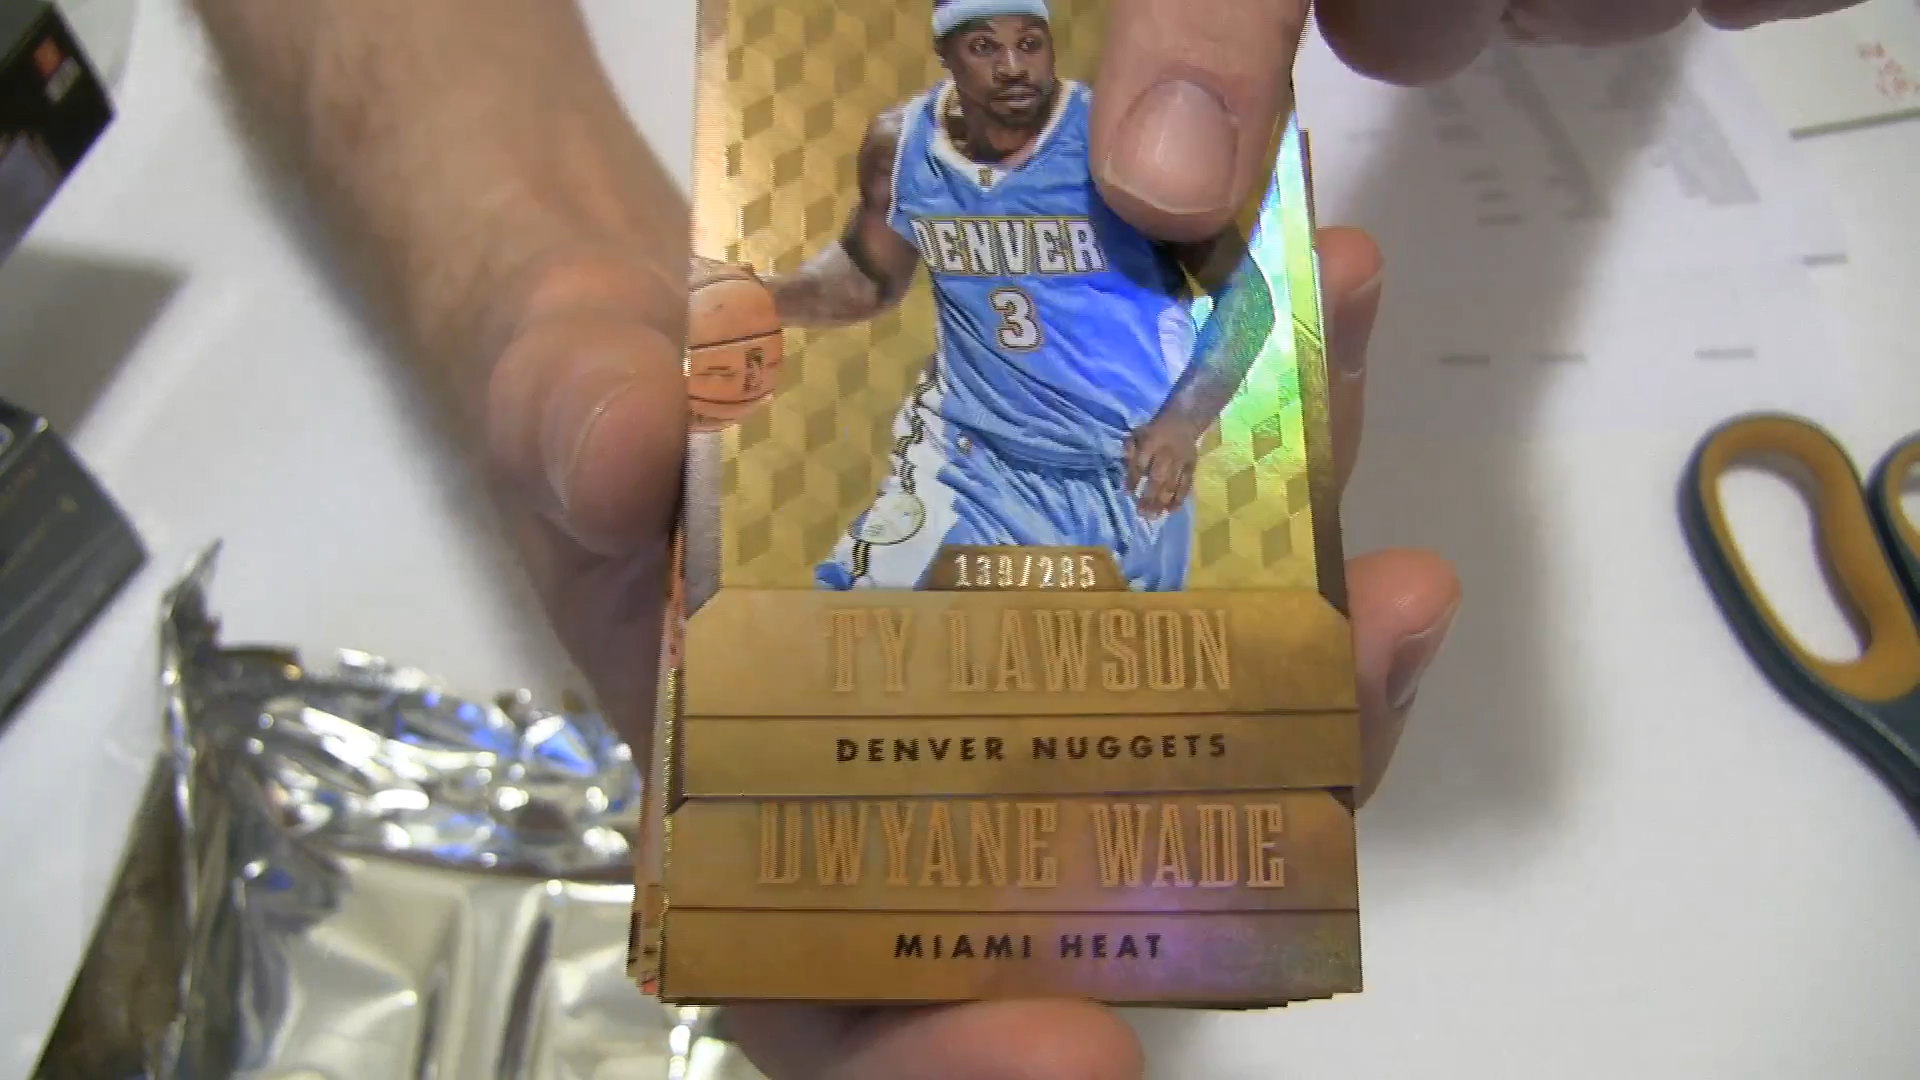 DENVER
3
139/285
TY LAWSON
DENVER NUGGETS
DWYANE WADE
MIAMI HEAT